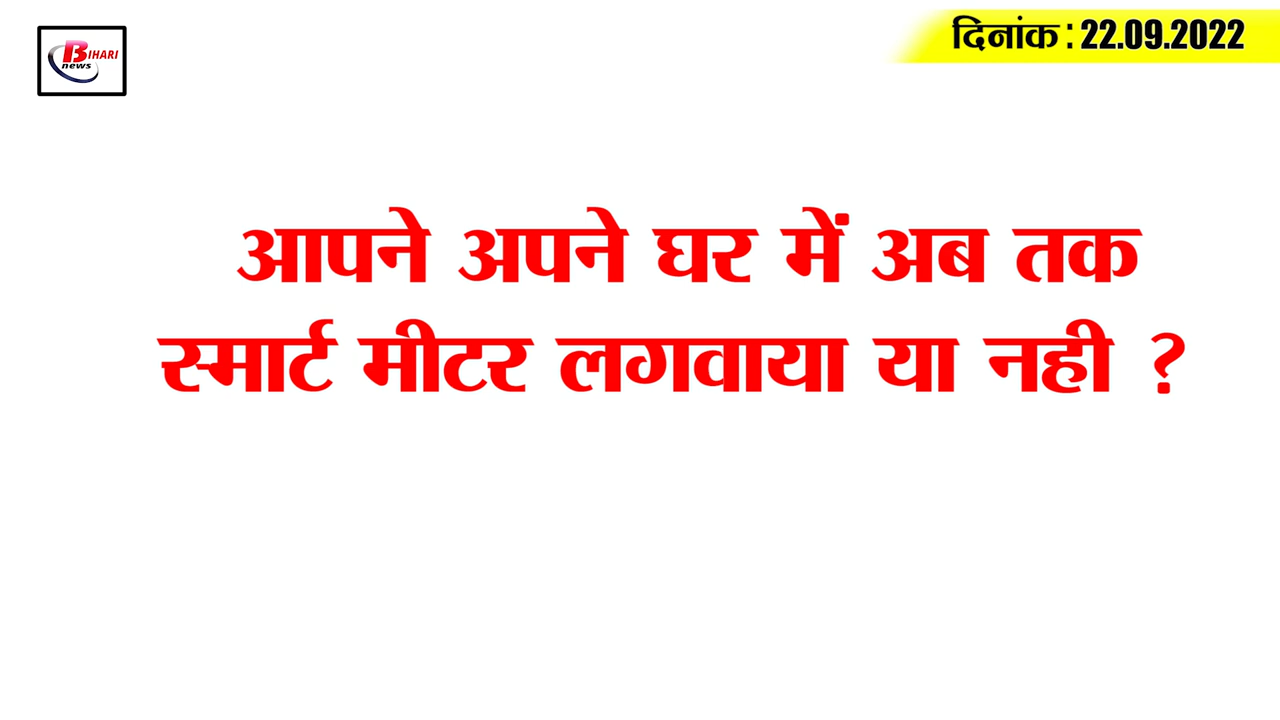 BIHARI
news
दिनांक : 22.09.2022
आपने अपने घर में अब तक
स्मार्ट मीटर लगवाया या नही ?